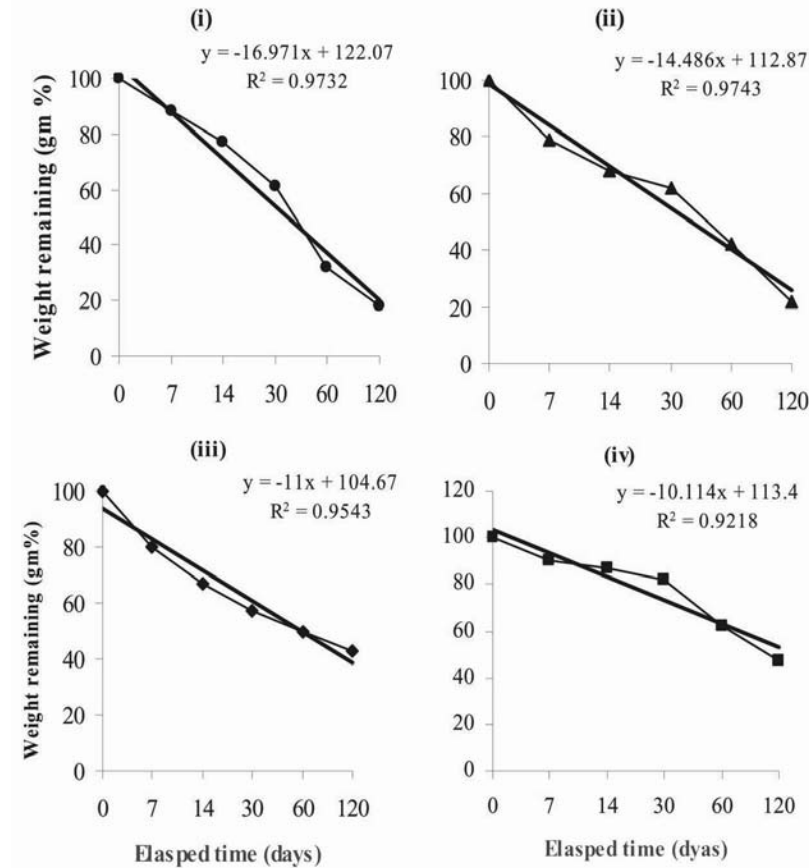 (i)
y = -16.971x + 122.07
R² = 0.9732
Weight remaining (gm %)
100
80
60
40
20
0
0 7 14 30 60 120
(ii)
y = -14.486x + 112.87
R² = 0.9743
100
80
60
40
20
0
0 7 14 30 60 120
(iii)
y = -11x + 104.67
R² = 0.9543
Weight remaining (gm%)
100
80
60
40
20
0
0 7 14 30 60 120
Elasped time (days)
(iv)
y = -10.114x + 113.4
R² = 0.9218
120
100
80
60
40
20
0
0 7 14 30 60 120
Elasped time (dyas)